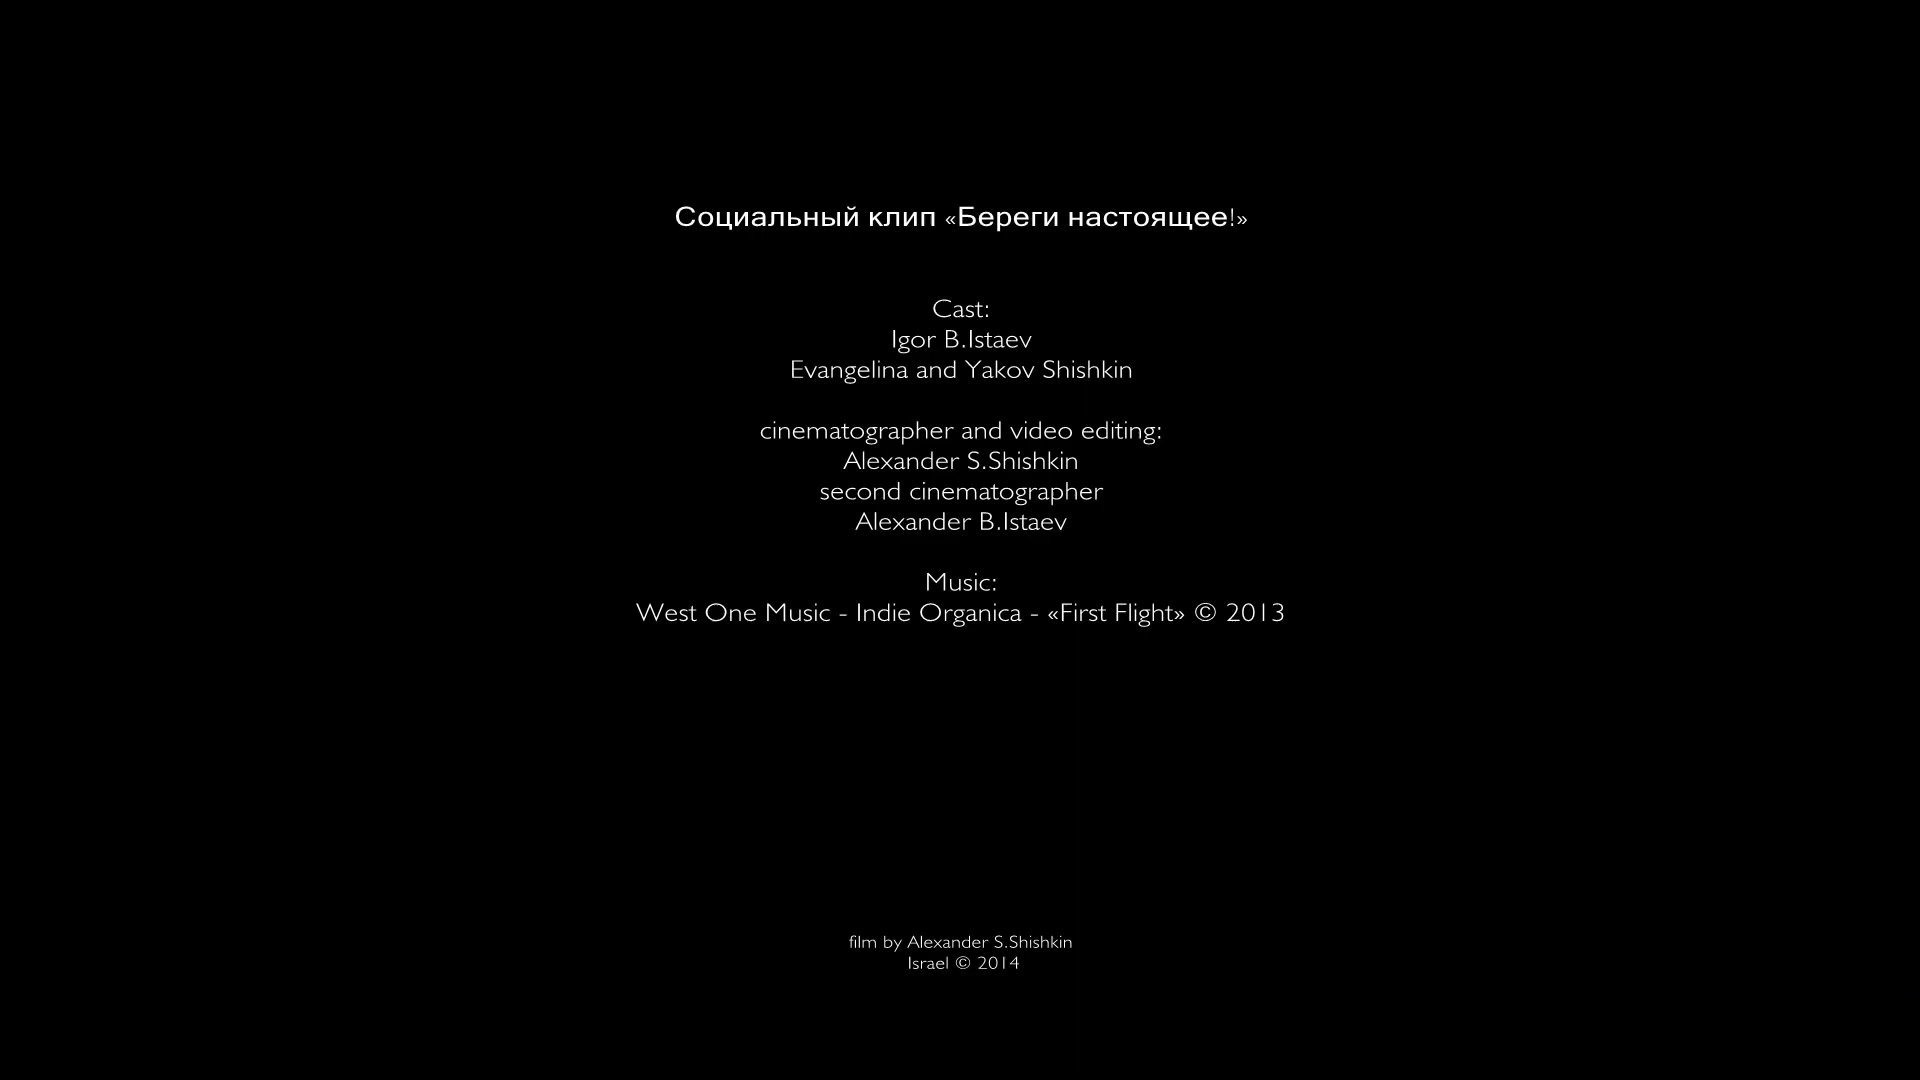 Социальный клип «Береги настоящее!»
Cast:
Igor B.Istaev
Evangelina and Yakov Shishkin
cinematographer and video editing:
Alexander S.Shishkin
second cinematographer
Alexander B.Istaev
Music:
West One Music - Indie Organica - «First Flight» © 2013
film by Alexander S.Shishkin
Israel © 2014